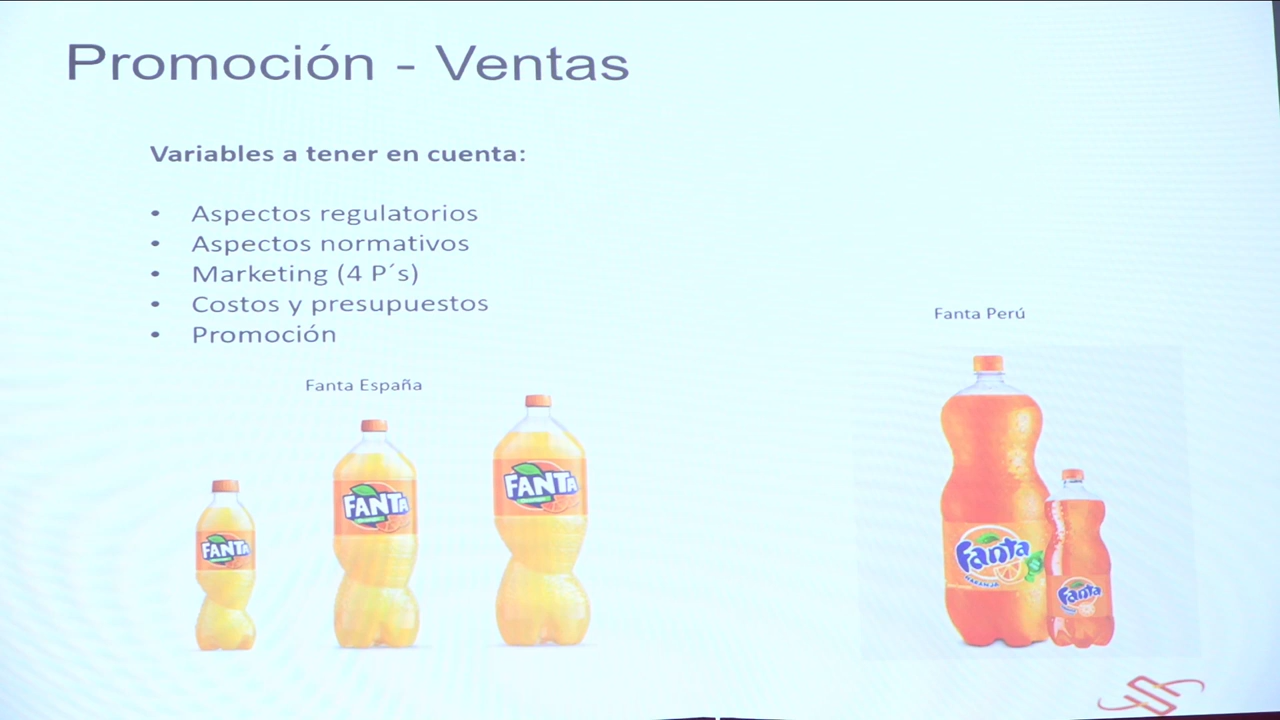 Promoción - Ventas
Variables a tener en cuenta:
• Aspectos regulatorios
• Aspectos normativos
• Marketing (4 P´s)
• Costos y presupuestos
• Promoción
Fanta España
Fanta Perú
FANTA
FANTA
FANTA
Fanta
NARANJA
Fanta